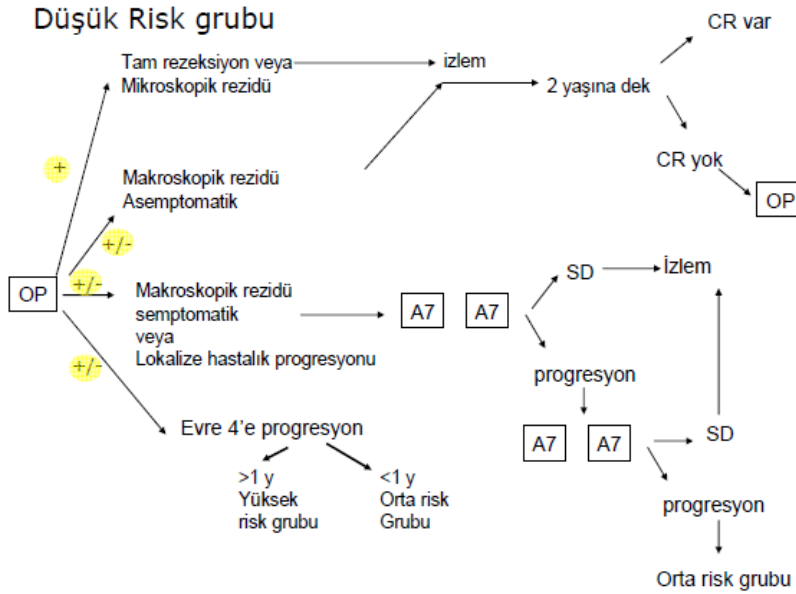 Düşük Risk grubu
Tam rezeksiyon veya
Mikroskopik rezidü
izlem
2 yaşına dek
CR var
CR yok
OP
+
Makroskopik rezidü
Asemptomatik
+/-
OP
+/-
Makroskopik rezidü
semptomatik
veya
Lokalize hastalık progresyonu
A7
A7
SD
İzlem
progresyon
A7
A7
SD
progresyon
Orta risk grubu
+/-
Evre 4'e progresyon
>1 y
Yüksek
risk grubu
<1 y
Orta risk
Grubu